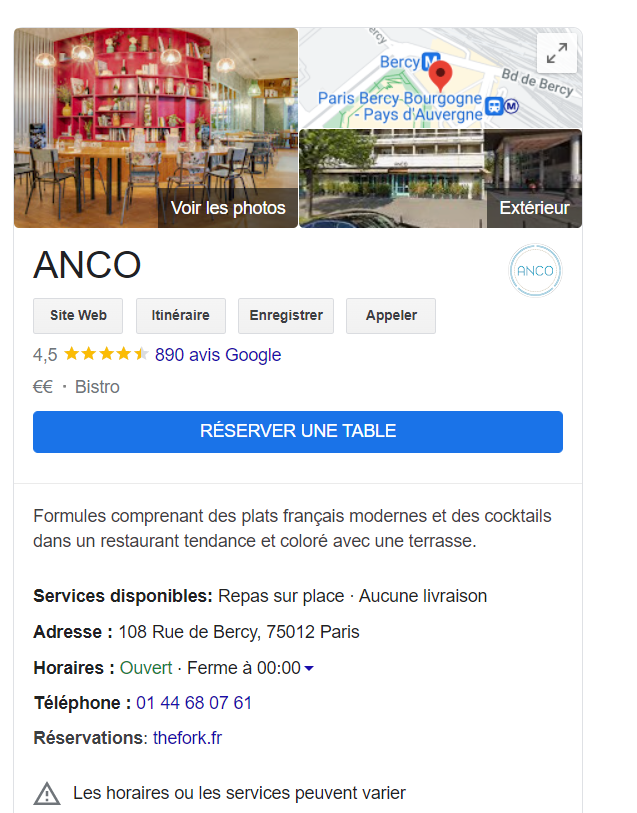 Bercy M
ercy
Bd de Bercy
Paris Bercy Bourgogne
- Pays d'Auvergne M
ANCO
Voir les photos
Extérieur
ANCO
ANCO
Site Web
Itinéraire
Enregistrer
Appeler
4,5 890 avis Google
€€ · Bistro
RÉSERVER UNE TABLE
Formules comprenant des plats français modernes et des cocktails
dans un restaurant tendance et coloré avec une terrasse.
Services disponibles: Repas sur place · Aucune livraison
Adresse : 108 Rue de Bercy, 75012 Paris
Horaires : Ouvert · Ferme à 00:00
Téléphone : 01 44 68 07 61
Réservations: thefork.fr
Les horaires ou les services peuvent varier